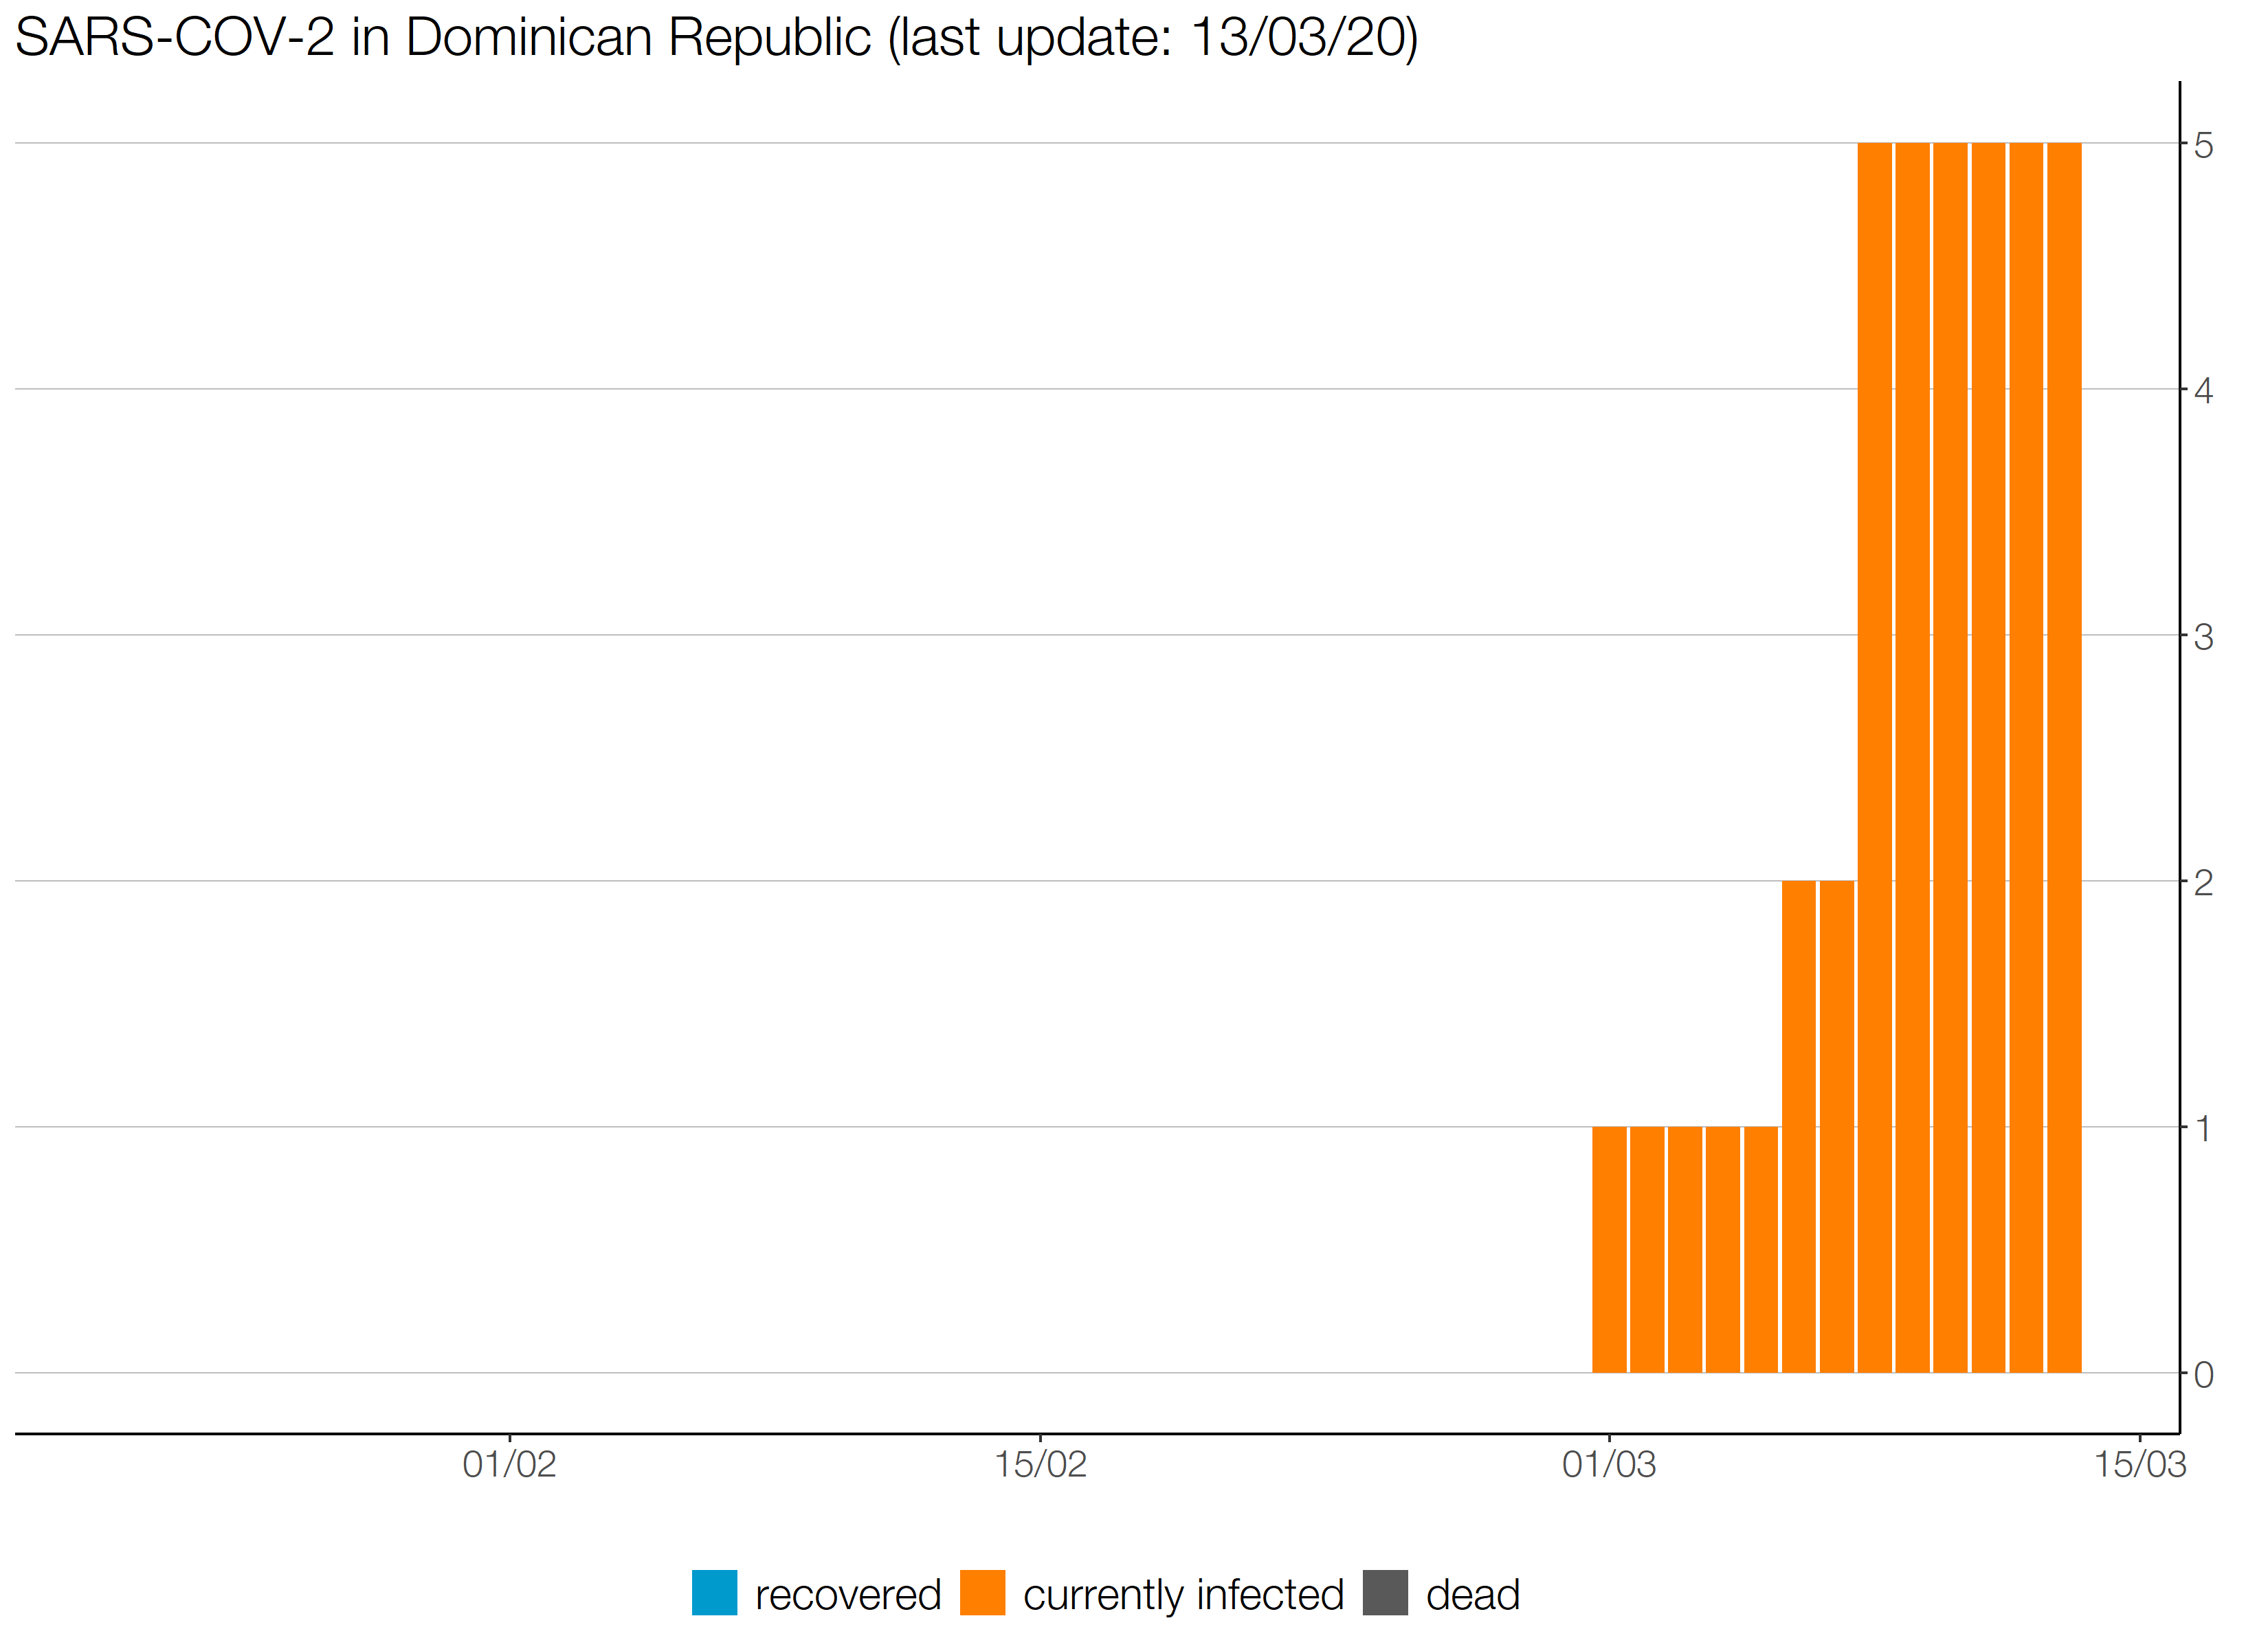 SARS-COV-2 in Dominican Republic (last update: 13/03/20)
5
4
3
2
1
0
01/02 15/02 01/03 15/03
recovered currently infected dead